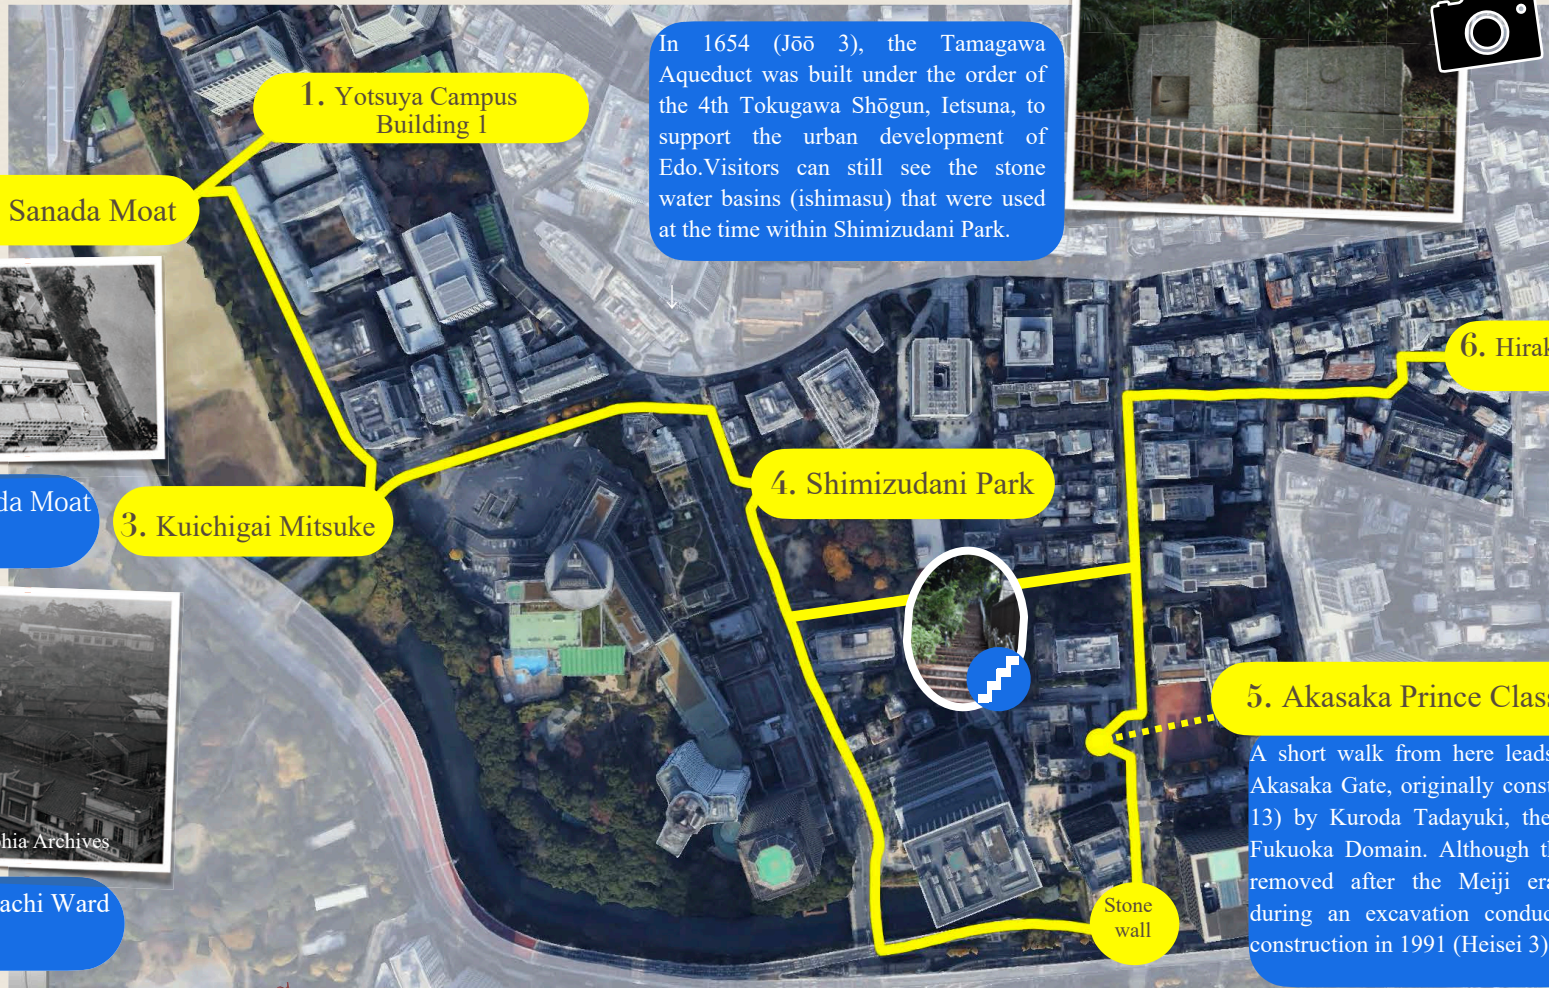 1. Yotsuya Campus
Building 1
Sanada Moat
In 1654 (Jōō 3), the Tamagawa
Aqueduct was built under the order of
the 4th Tokugawa Shōgun, Ietsuna, to
support the urban development of
Edo.Visitors can still see the stone
water basins (ishimasu) that were used
at the time within Shimizudani Park.
6. Hirak
4. Shimizudani Park
da Moat
3. Kuichigai Mitsuke
5. Akasaka Prince Clas
A short walk from here leads
Akasaka Gate, originally const
13) by Kuroda Tadayuki, the
Fukuoka Domain. Although t
removed after the Meiji era
during an excavation conduc
construction in 1991 (Heisei 3)
hia Archives
achi Ward
Stone
wall